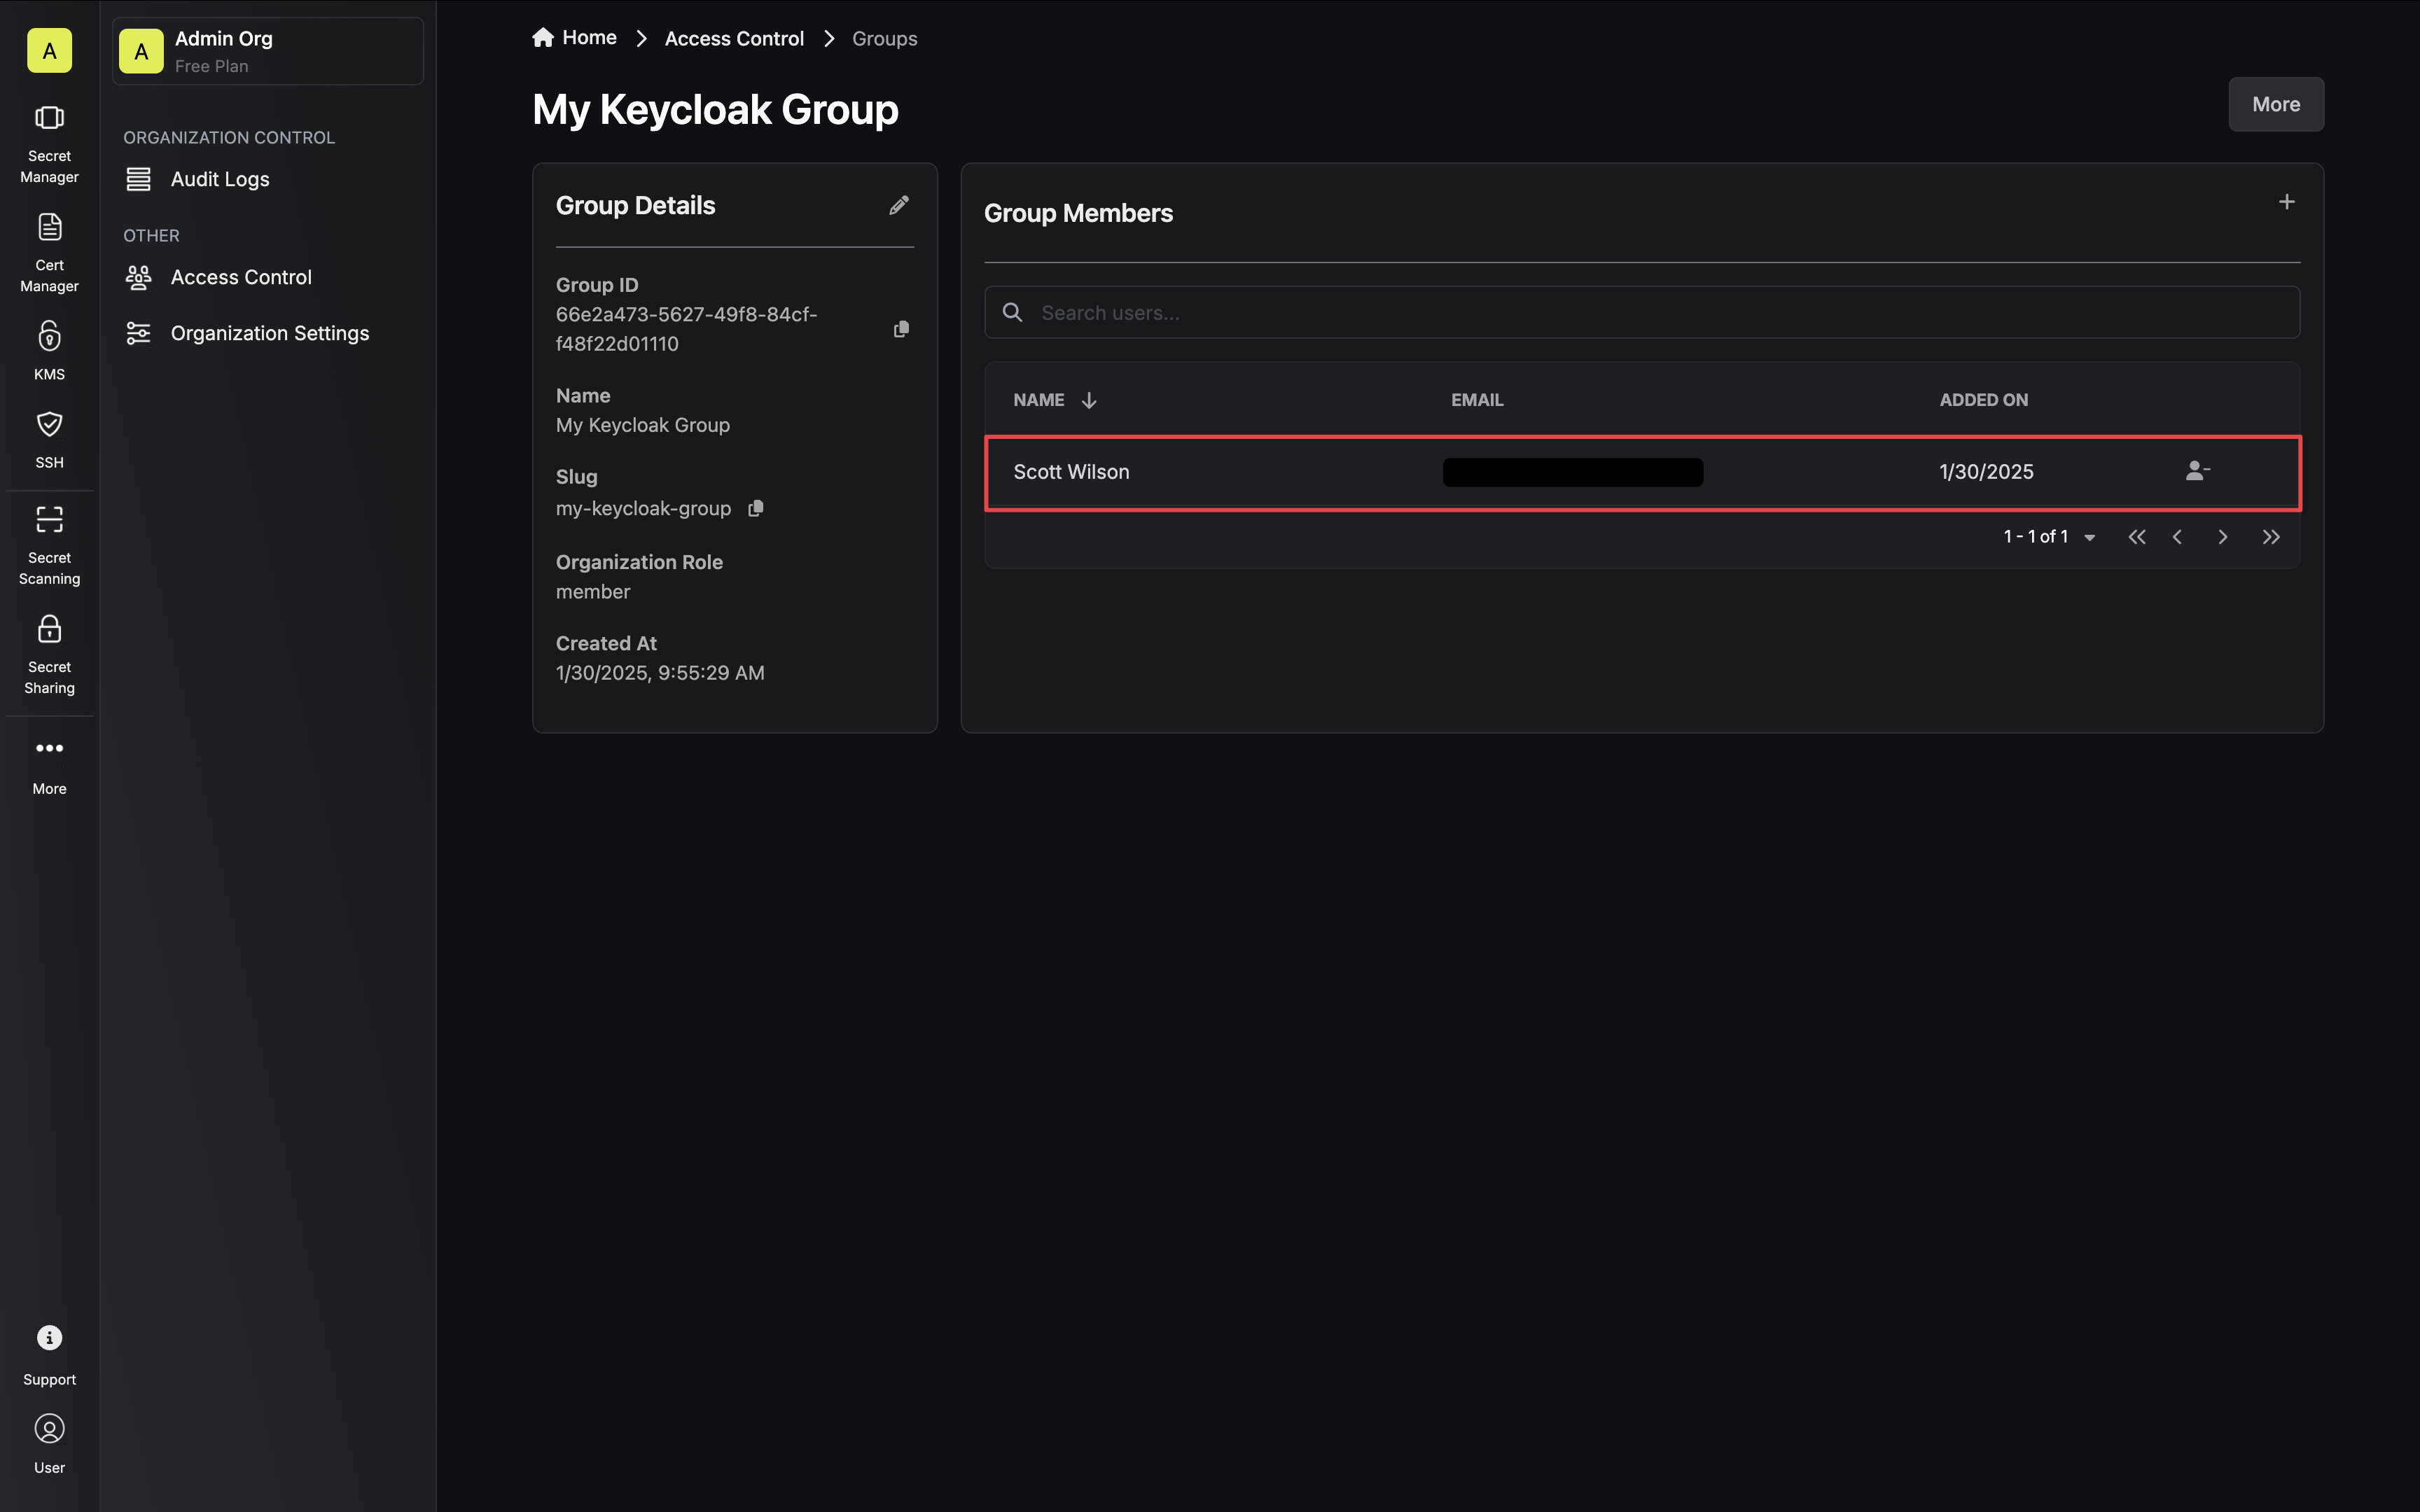 A
Secret
Manager
Cert
Manager
KMS
SSH
Secret
Scanning
Secret
Sharing
More
Support
User
A
Admin Org
Free Plan
ORGANIZATION CONTROL
Audit Logs
OTHER
Access Control
Organization Settings
Home
Access Control
Groups
My Keycloak Group
More
Group Details
Group ID
66e2a473-5627-49f8-84cf-
f48f22d01110
Name
My Keycloak Group
Slug
my-keycloak-group
Organization Role
member
Created At
1/30/2025, 9:55:29 AM
Group Members
Search users...
NAME EMAIL ADDED ON
Scott Wilson 1/30/2025
1 - 1 of 1